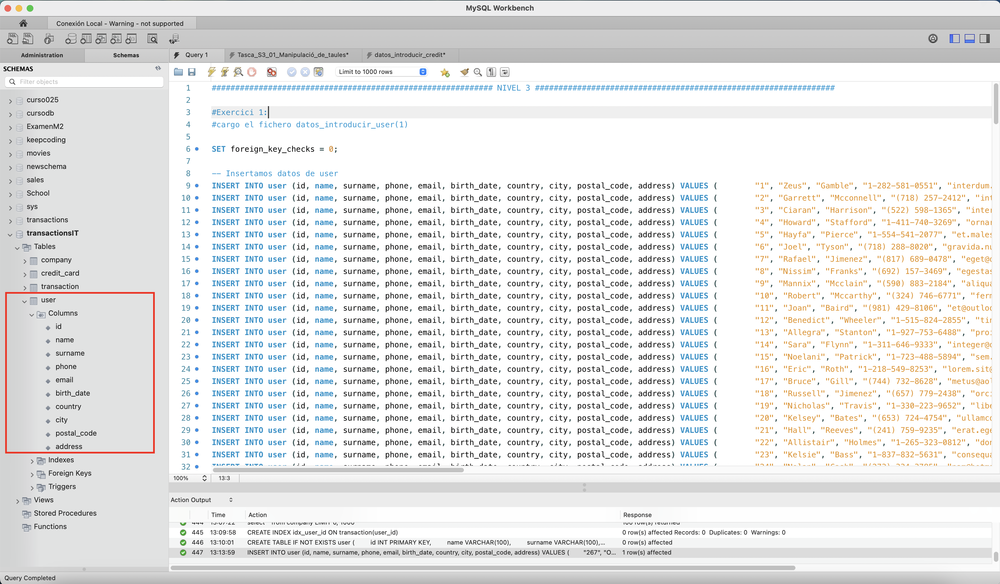 MySQL Workbench
Conexión Local - Warning - not supported
Administration
Schemas
Query 1
Tasca_S3_01_Manipulació_de_taules*
datos_introducir_credit*
SCHEMAS
Filter objects
Limit to 1000 rows
curso025
cursodb
ExamenM2
keepcoding
movies
newschema
sales
School
sys
transactions
transactionsIT
Tables
company
credit_card
transaction
user
Columns
id
name
surname
phone
email
birth_date
country
city
postal_code
address
Indexes
Foreign Keys
Triggers
Views
Stored Procedures
Functions
1 ############################################################ NIVEL 3 ################################################################
2
3 #Exercici 1:
4 #cargo el fichero datos_introducir_user(1)
5
6 SET foreign_key_checks = 0;
7
8 -- Insertamos datos de user
9 INSERT INTO user (id, name, surname, phone, email, birth_date, country, city, postal_code, address) VALUES ( "1", "Zeus", "Gamble", "1-282-581-0551", "interdum.
10 INSERT INTO user (id, name, surname, phone, email, birth_date, country, city, postal_code, address) VALUES ( "2", "Garrett", "Mcconnell", "(718) 257-2412", "int
11 INSERT INTO user (id, name, surname, phone, email, birth_date, country, city, postal_code, address) VALUES ( "3", "Ciaran", "Harrison", "(522) 598-1365", "inter
12 INSERT INTO user (id, name, surname, phone, email, birth_date, country, city, postal_code, address) VALUES ( "4", "Howard", "Stafford", "1-411-740-3269", "ornar
13 INSERT INTO user (id, name, surname, phone, email, birth_date, country, city, postal_code, address) VALUES ( "5", "Hayfa", "Pierce", "1-554-541-2077", "et.males
14 INSERT INTO user (id, name, surname, phone, email, birth_date, country, city, postal_code, address) VALUES ( "6", "Joel", "Tyson", "(718) 288-8020", "gravida.nu
15 INSERT INTO user (id, name, surname, phone, email, birth_date, country, city, postal_code, address) VALUES ( "7", "Rafael", "Jimenez", "(817) 689-0478", "eget@
16 INSERT INTO user (id, name, surname, phone, email, birth_date, country, city, postal_code, address) VALUES ( "8", "Nissim", "Franks", "(692) 157-3469", "egestas
17 INSERT INTO user (id, name, surname, phone, email, birth_date, country, city, postal_code, address) VALUES ( "9", "Mannix", "Mcclain", "(590) 883-2184", "aliqua
18 INSERT INTO user (id, name, surname, phone, email, birth_date, country, city, postal_code, address) VALUES ( "10", "Robert", "Mccarthy", "(324) 746-6771", "ferm
19 INSERT INTO user (id, name, surname, phone, email, birth_date, country, city, postal_code, address) VALUES ( "11", "Joan", "Baird", "(981) 429-8106", "et@outloo
20 INSERT INTO user (id, name, surname, phone, email, birth_date, country, city, postal_code, address) VALUES ( "12", "Benedict", "Wheeler", "1-515-824-2855", "tin
21 INSERT INTO user (id, name, surname, phone, email, birth_date, country, city, postal_code, address) VALUES ( "13", "Allegra", "Stanton", "1-927-753-6488", "proi
22 INSERT INTO user (id, name, surname, phone, email, birth_date, country, city, postal_code, address) VALUES ( "14", "Sara", "Flynn", "1-311-646-9333", "integer@
23 INSERT INTO user (id, name, surname, phone, email, birth_date, country, city, postal_code, address) VALUES ( "15", "Noelani", "Patrick", "1-723-488-5894", "sem.
24 INSERT INTO user (id, name, surname, phone, email, birth_date, country, city, postal_code, address) VALUES ( "16", "Eric", "Roth", "1-218-549-8253", "lorem.sit@
25 INSERT INTO user (id, name, surname, phone, email, birth_date, country, city, postal_code, address) VALUES ( "17", "Bruce", "Gill", "(744) 732-8628", "metus@aol
26 INSERT INTO user (id, name, surname, phone, email, birth_date, country, city, postal_code, address) VALUES ( "18", "Russell", "Jimenez", "(657) 779-2438", "orci
27 INSERT INTO user (id, name, surname, phone, email, birth_date, country, city, postal_code, address) VALUES ( "19", "Nicholas", "Travis", "1-330-223-9652", "libe
28 INSERT INTO user (id, name, surname, phone, email, birth_date, country, city, postal_code, address) VALUES ( "20", "Kelsey", "Bates", "(653) 724-4754", "ullamco
29 INSERT INTO user (id, name, surname, phone, email, birth_date, country, city, postal_code, address) VALUES ( "21", "Hall", "Reeves", "(241) 759-9235", "erat.ege
30 INSERT INTO user (id, name, surname, phone, email, birth_date, country, city, postal_code, address) VALUES ( "22", "Allistair", "Holmes", "1-265-323-0812", "don
31 INSERT INTO user (id, name, surname, phone, email, birth_date, country, city, postal_code, address) VALUES ( "23", "Kelsie", "Bass", "1-837-832-5631", "consequa
32 INSERT INTO user (id, name, surname, phone, email, birth_date, country, city, postal_code, address) VALUES (
100% 13:3
Action Output
Time Action Response
444 13:07:22 select * from company LIMIT 0, 1000 100 row(s) returned
445 13:09:58 CREATE INDEX idx_user_id ON transaction(user_id) 0 row(s) affected Records: 0 Duplicates: 0 Warnings: 0
446 13:10:01 CREATE TABLE IF NOT EXISTS user ( id INT PRIMARY KEY, name VARCHAR(100), surname VARCHAR(100),... 0 row(s) affected
447 13:13:59 INSERT INTO user (id, name, surname, phone, email, birth_date, country, city, postal_code, address) VALUES ( "267", "O... 1 row(s) affected
Query Completed